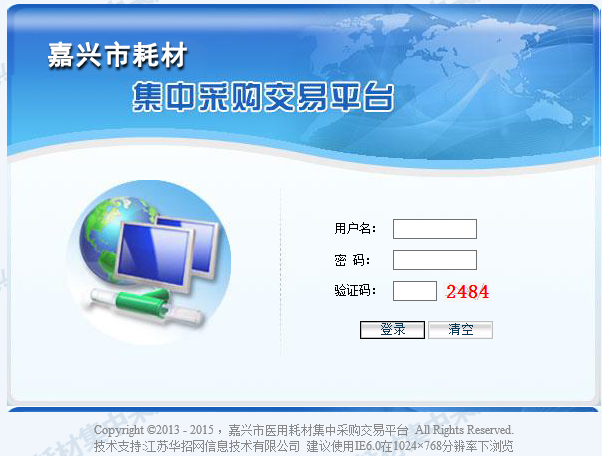 嘉兴市耗材
集中采购交易平台
用户名：
密 码：
验证码： 2484
登录 清空
Copyright ©2013 - 2015 ，嘉兴市医用耗材集中采购交易平台 All Rights Reserved.
技术支持:江苏华招网信息技术有限公司 建议使用IE6.0在1024×768分辨率下浏览